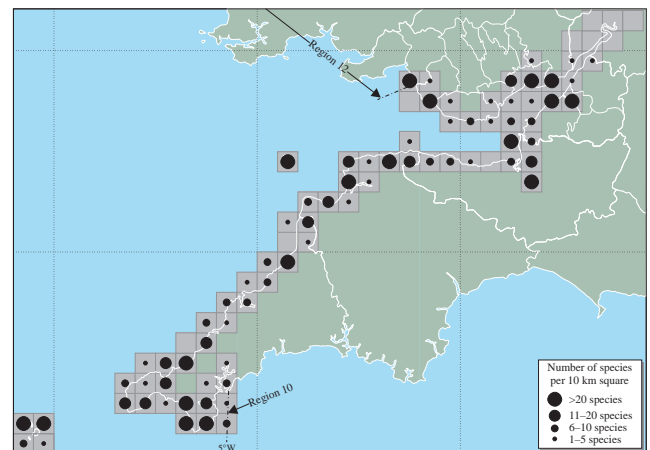 Region 12
Region 10
5°W
Number of species
per 10 km square
>20 species
11–20 species
6–10 species
1–5 species